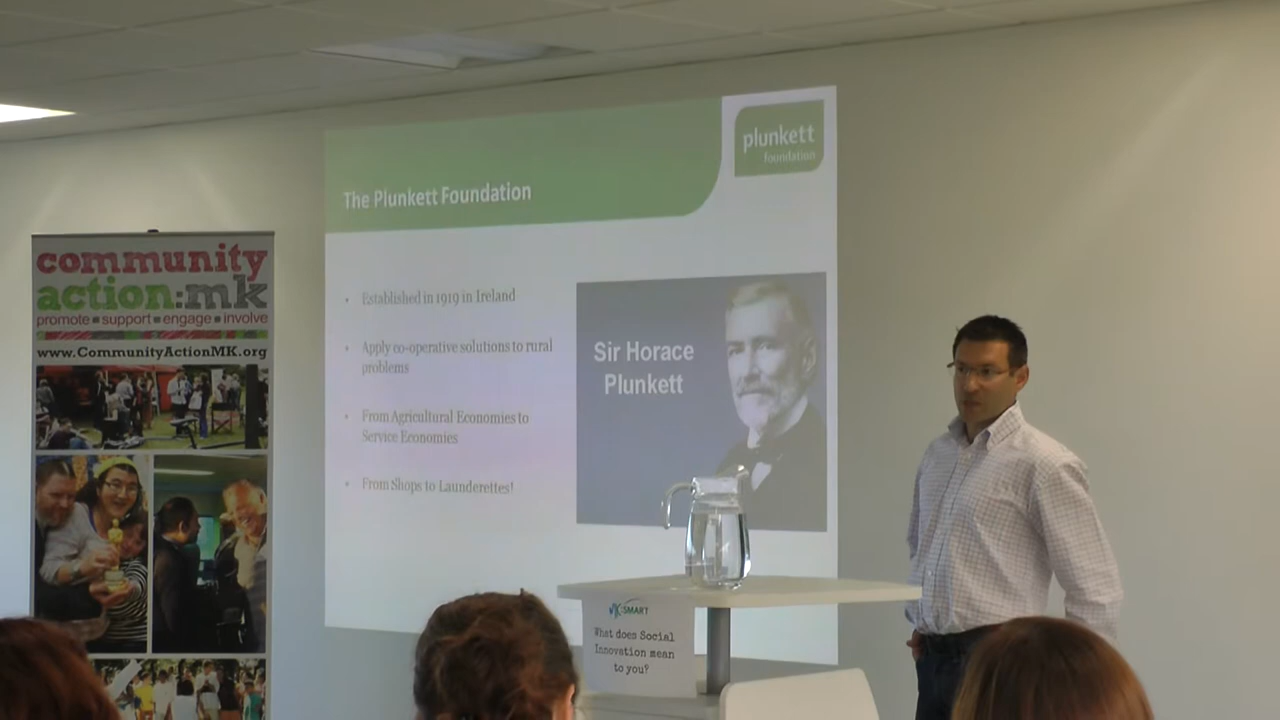 community
action:mk
promote ▪ support ▪ engage ▪ involve
www.CommunityActionMK.org
The Plunkett Foundation
plunkett
foundation
• Established in 1919 in Ireland
• Apply co-operative solutions to rural
problems
• From Agricultural Economies to
Service Economies
• From Shops to Launderettes!
Sir Horace
Plunkett
MK:SMART
What does Social
Innovation mean
to you?